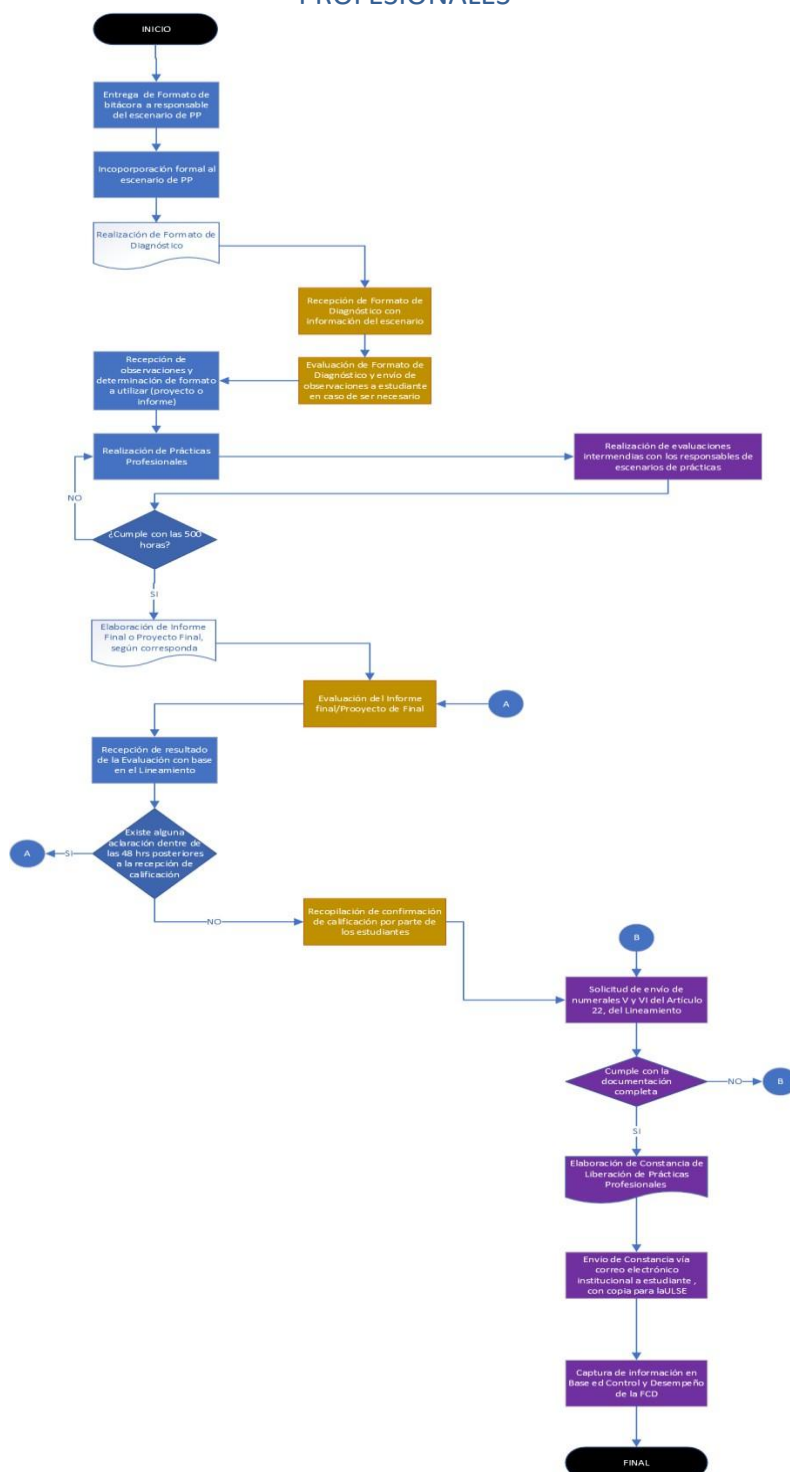 PROFESIONALES
INICIO
Entrega de Formato de
bitácora a responsable
del escenario de PP
Incoporporación formal al
escenario de PP
Realización de Formato de
Diagnóstico
Recepción de Formato de
Diagnóstico con
información del escenario
Recepción de
observaciones y
determinación de formato
a utilizar (proyecto o
informe)
Evaluación de Formato de
Diagnóstico y envío de
observaciones a estudiante
en caso de ser necesario
Realización de Prácticas
Profesionales
Realización de evaluaciones
intermendias con los responsables de
escenarios de prácticas
NO
¿Cumple con las 500
horas?
SI
Elaboración de Informe
Final o Proyecto Final,
según corresponda
Evaluación del Informe
final/Prooyecto de Final
A
Recepción de resultado
de la Evaluación con base
en el Lineamiento
Existe alguna
aclaración dentre de
las 48 hrs posteriores
a la recepción de
calificación
A
SI
NO
Recopilación de confirmación
de calificación por parte de
los estudiantes
B
Solicitud de envío de
numerales V y VI del Artículo
22, del Lineamiento
Cumple con la
documentación
completa
NO
B
SI
Elaboración de Constancia de
Liberación de Prácticas
Profesionales
Envío de Constancia vía
correo electrónico
institucional a estudiante ,
con copia para laULSE
Captura de información en
Base ed Control y Desempeño
de la FCD
FINAL